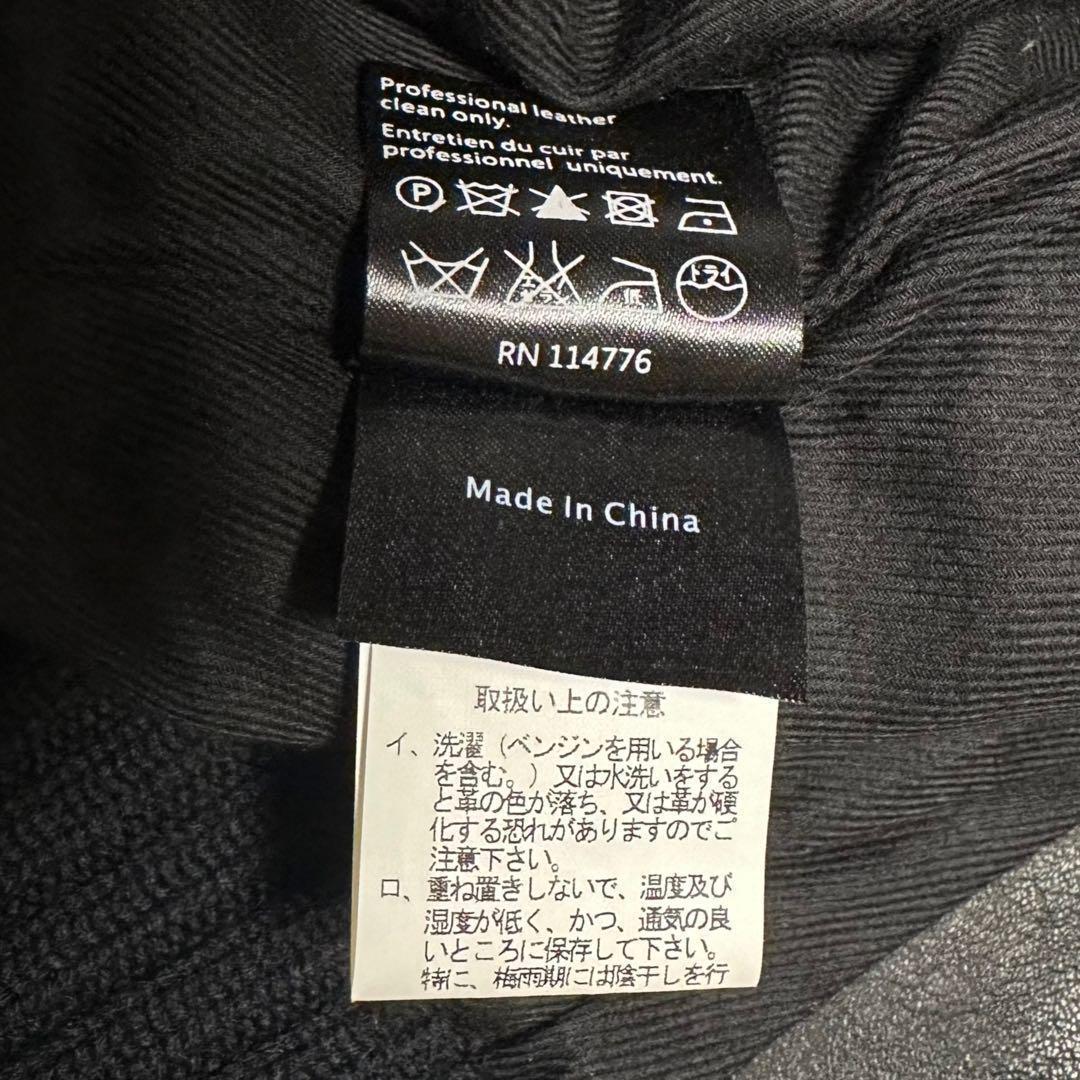 Professional leather
clean only.
Entretien du cuir par
professionnel uniquement.
P
ドライ
RN 114776
Made In China
取扱い上の注意
イ、洗濯（ベンジンを用いる場合
を含む。）又は水洗いをする
と革の色が落ち、又は革が硬
化する恐れがありますのでご
注意下さい。
ロ、重ね置きしないで、温度及び
湿度が低く、かつ、通気の良
いところに保存して下さい。
特に、梅雨期には陰干しを行